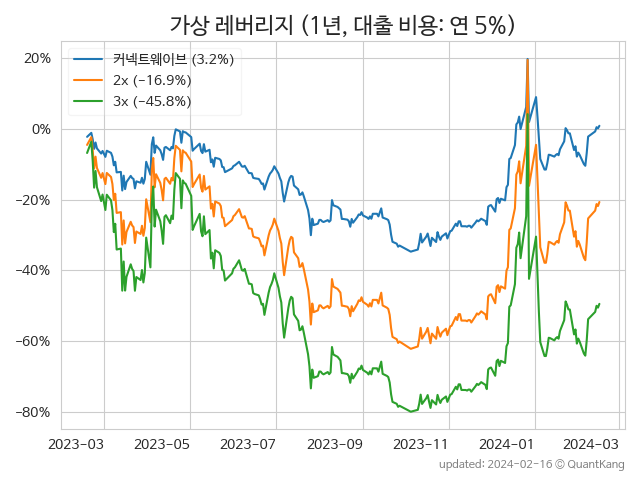 가상 레버리지 (1년, 대출 비용: 연 5%)
커넥트웨이브 (3.2%)
2x (−16.9%)
3x (−45.8%)
20%
0%
−20%
−40%
−60%
−80%
2023−03 2023−05 2023−07 2023−09 2023−11 2024−01 2024−03
updated: 2024−02−16 © QuantKang